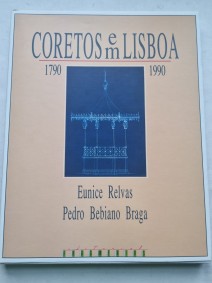 CORETOS em LISBOA
1790 1990
Eunice Relvas
Pedro Bebiano Braga